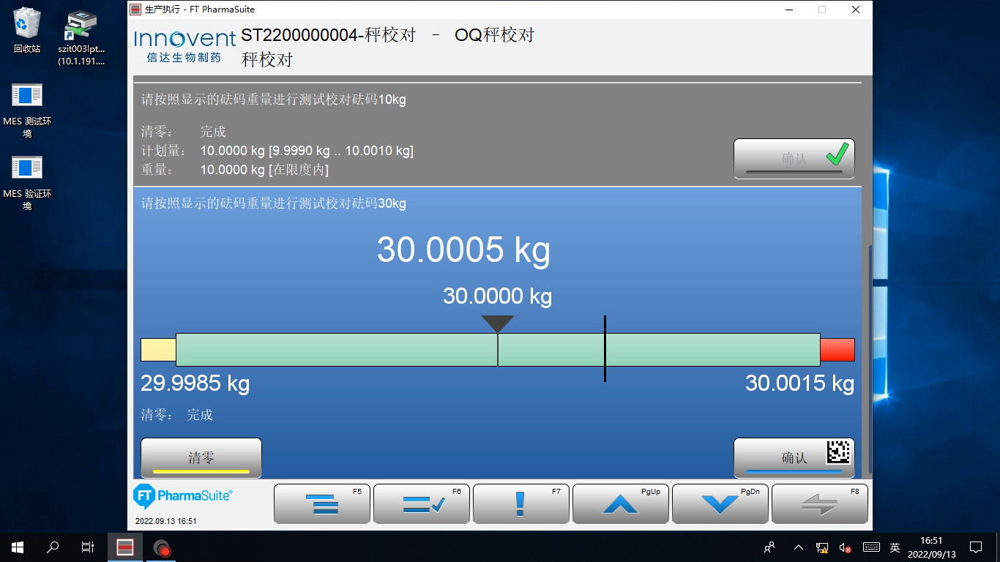 回收站
szit003lpt...
(10.1.191....
MES 测试环
境
MES 验证环
境
生产执行 - FT PharmaSuite
Innovent
信达生物制药
ST2200000004-秤校对 - OQ秤校对
秤校对
请按照显示的砝码重量进行测试校对砝码10kg
清零: 完成
计划量: 10.0000 kg [9.9990 kg .. 10.0010 kg]
重量: 10.0000 kg [在限度内]
确认
请按照显示的砝码重量进行测试校对砝码30kg
30.0005 kg
30.0000 kg
29.9985 kg 30.0015 kg
清零: 完成
清零
确认
FT PharmaSuite®
F5 F6 F7 PgUp PgDn F8
2022.09.13 16:51
英
16:51
2022/09/13